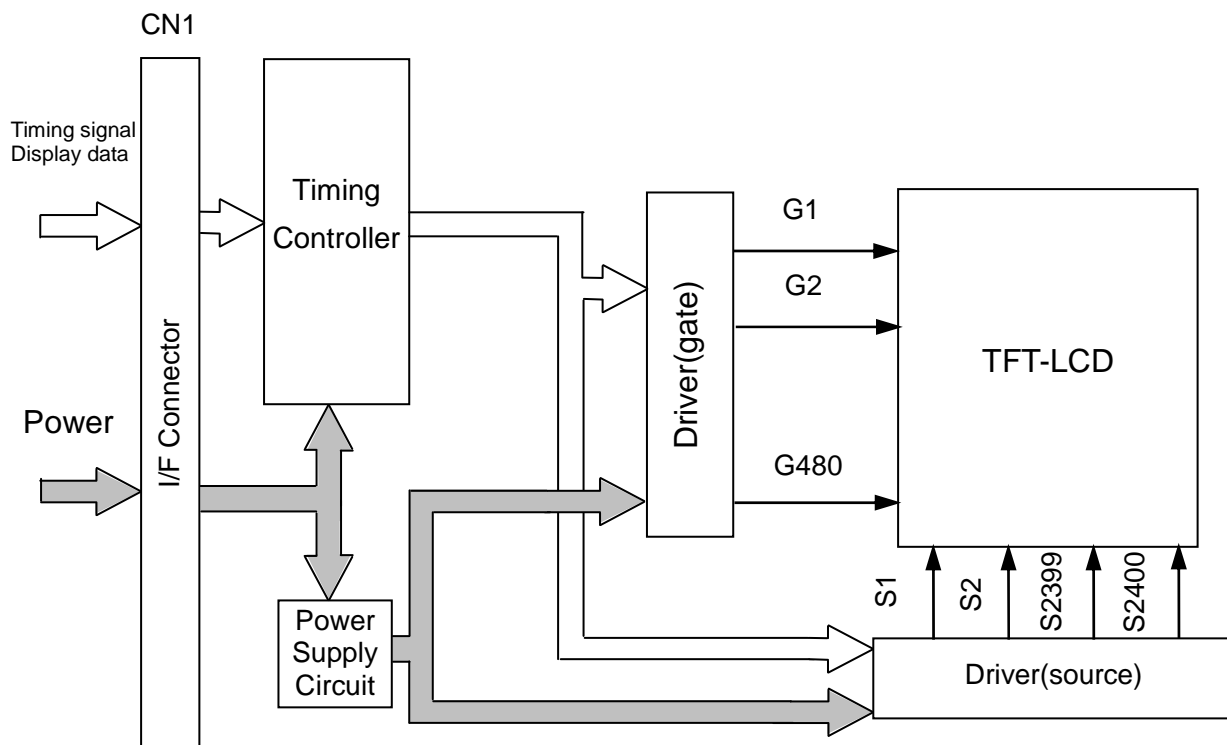 CN1
Timing signal
Display data
Power
I/F Connector
Timing
Controller
Power
Supply
Circuit
Driver(gate)
G1
G2
G480
TFT-LCD
S1
S2
S2399
S2400
Driver(source)